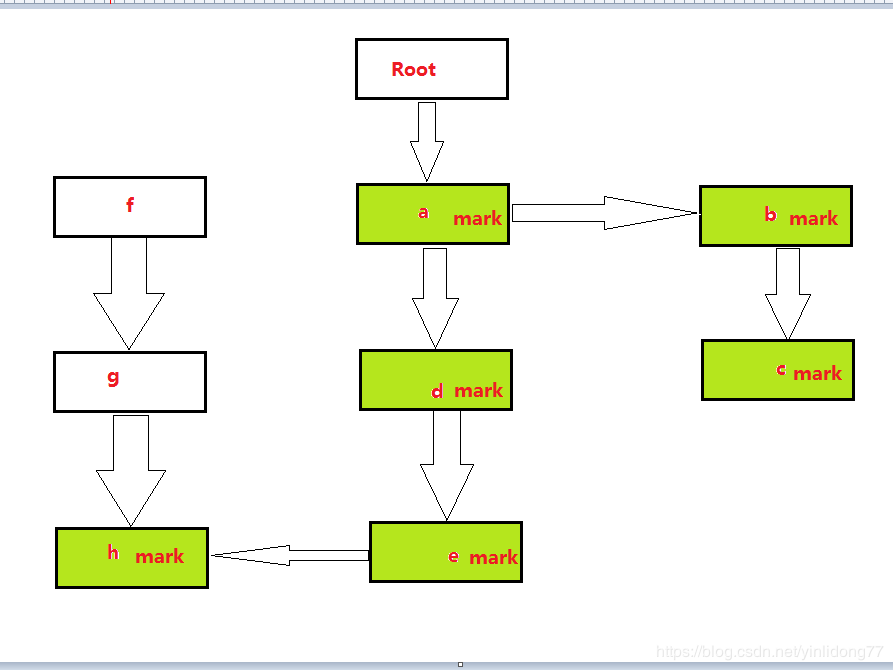 Root
f
a mark
b mark
g
d mark
c mark
h mark
e mark
https://blog.csdn.net/yinlidong77